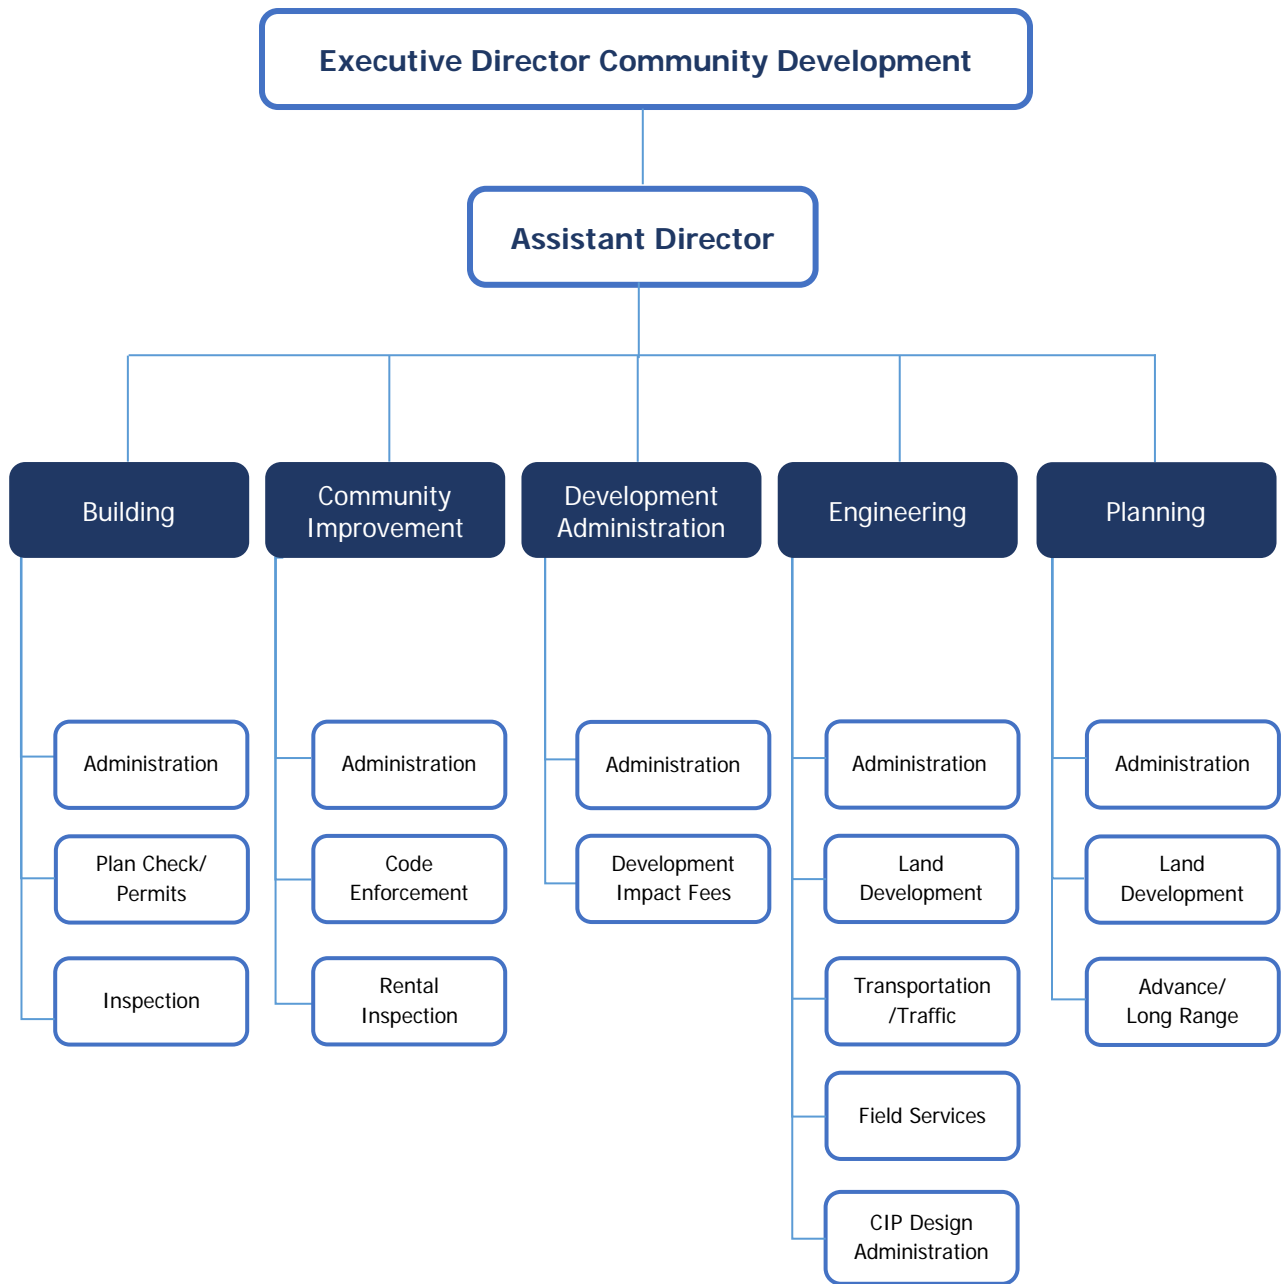 Executive Director Community Development
Assistant Director
Building
Community
Improvement
Development
Administration
Engineering
Planning
Administration
Plan Check/
Permits
Inspection
Administration
Code
Enforcement
Rental
Inspection
Administration
Development
Impact Fees
Administration
Land
Development
Transportation
/Traffic
Field Services
CIP Design
Administration
Administration
Land
Development
Advance/
Long Range